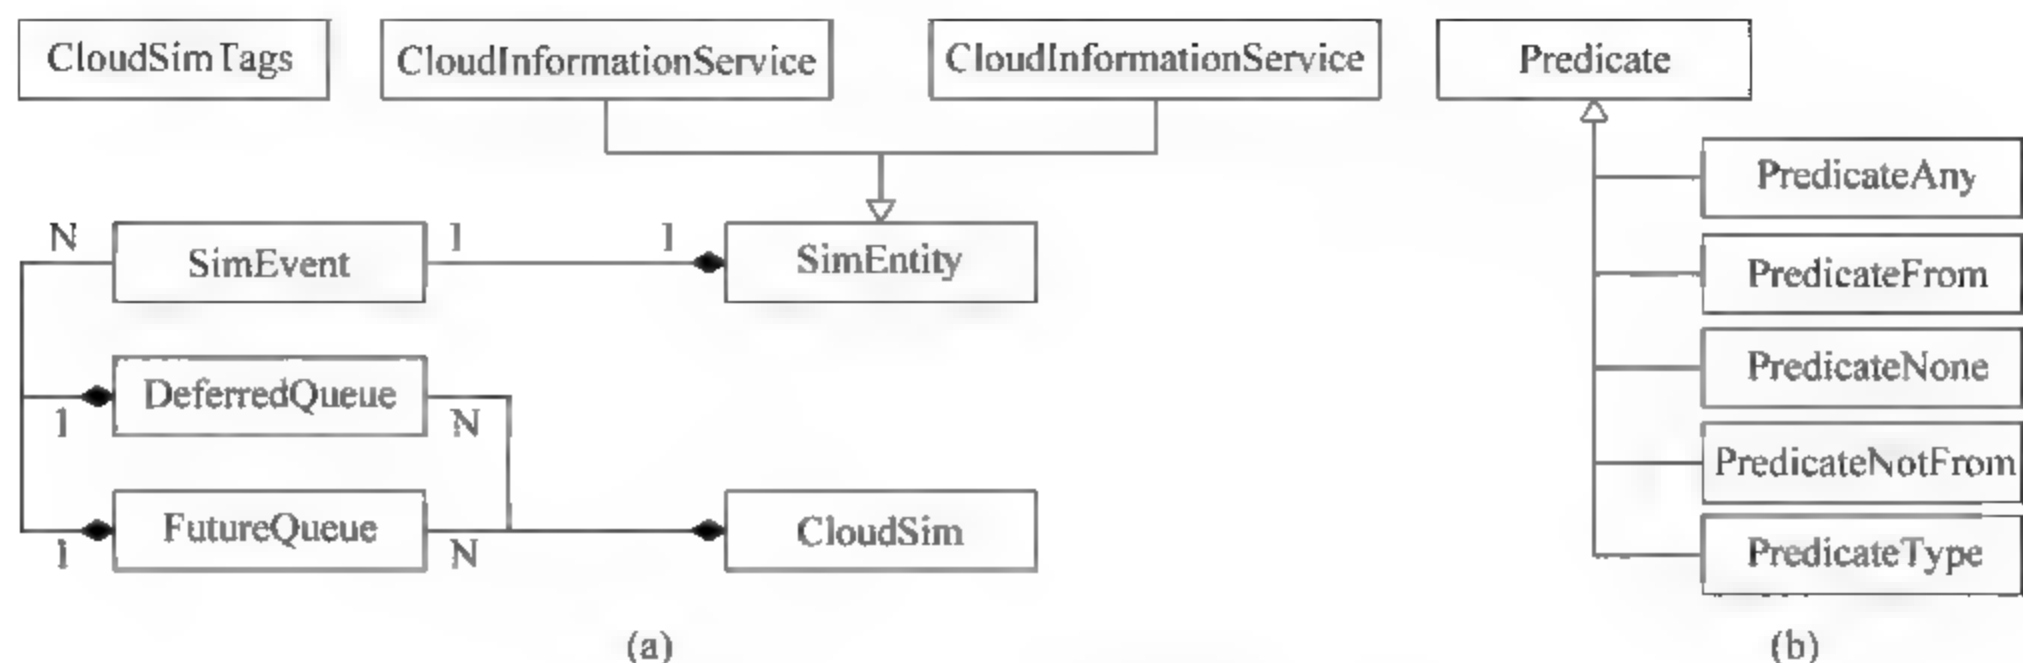 CloudSimTags
CloudInformationService
CloudInformationService
Predicate
PredicateAny
N
SimEvent
1
1
SimEntity
PredicateFrom
PredicateNone
DeferredQueue
1
N
PredicateNotFrom
FutureQueue
1
N
CloudSim
PredicateType
(a)
(b)